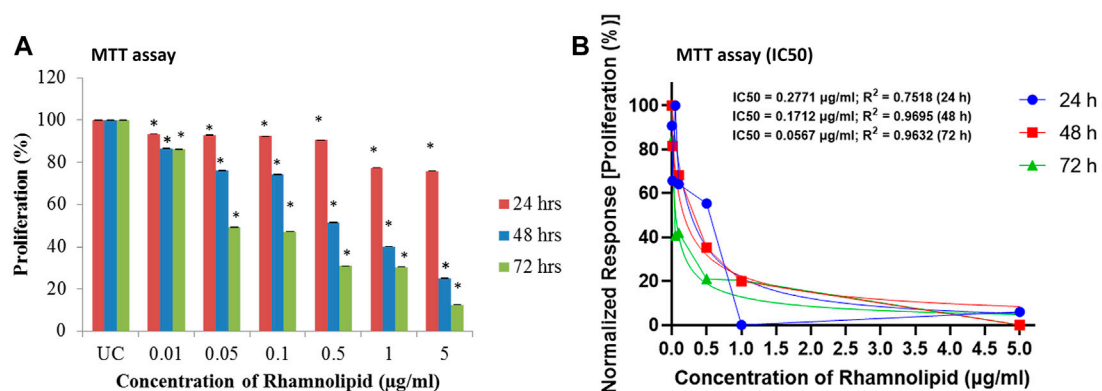 A
MTT assay
120
100
80
60
40
20
0
Proliferation (%)
* * * * * * * * * * * * * * * * * *
UC 0.01 0.05 0.1 0.5 1 5
Concentration of Rhamnolipid (µg/ml)
24 hrs
48 hrs
72 hrs
B
MTT assay (IC50)
Normalized Response [Proliferation (%)]
100
80
60
40
20
0
IC50 = 0.2771 µg/ml; R² = 0.7518 (24 h)
IC50 = 0.1712 µg/ml; R² = 0.9695 (48 h)
IC50 = 0.0567 µg/ml; R² = 0.9632 (72 h)
0.0 0.5 1.0 1.5 2.0 2.5 3.0 3.5 4.0 4.5 5.0
Concentration of Rhamnolipid (µg/ml)
24 h
48 h
72 h